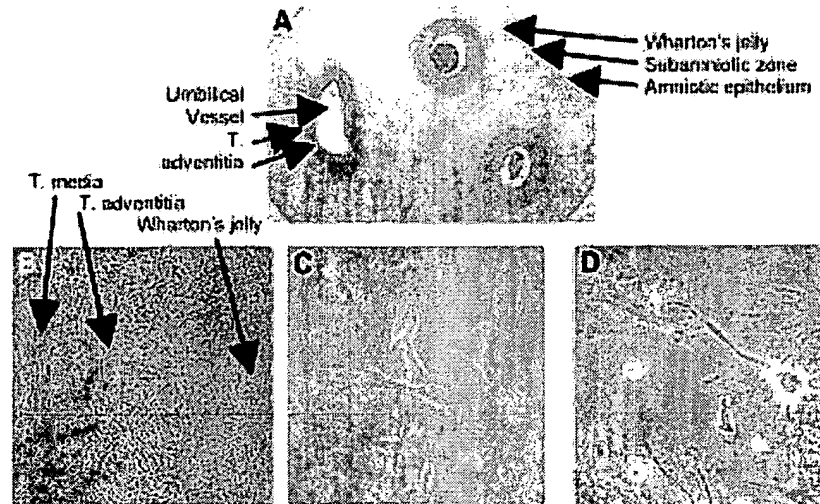 A
Wharton's jelly
Subamniotic zone
Amniotic epithelium
Umbilical
Vessel
T.
adventitia
T. media
T. adventitia
Wharton's jelly
B
C
D